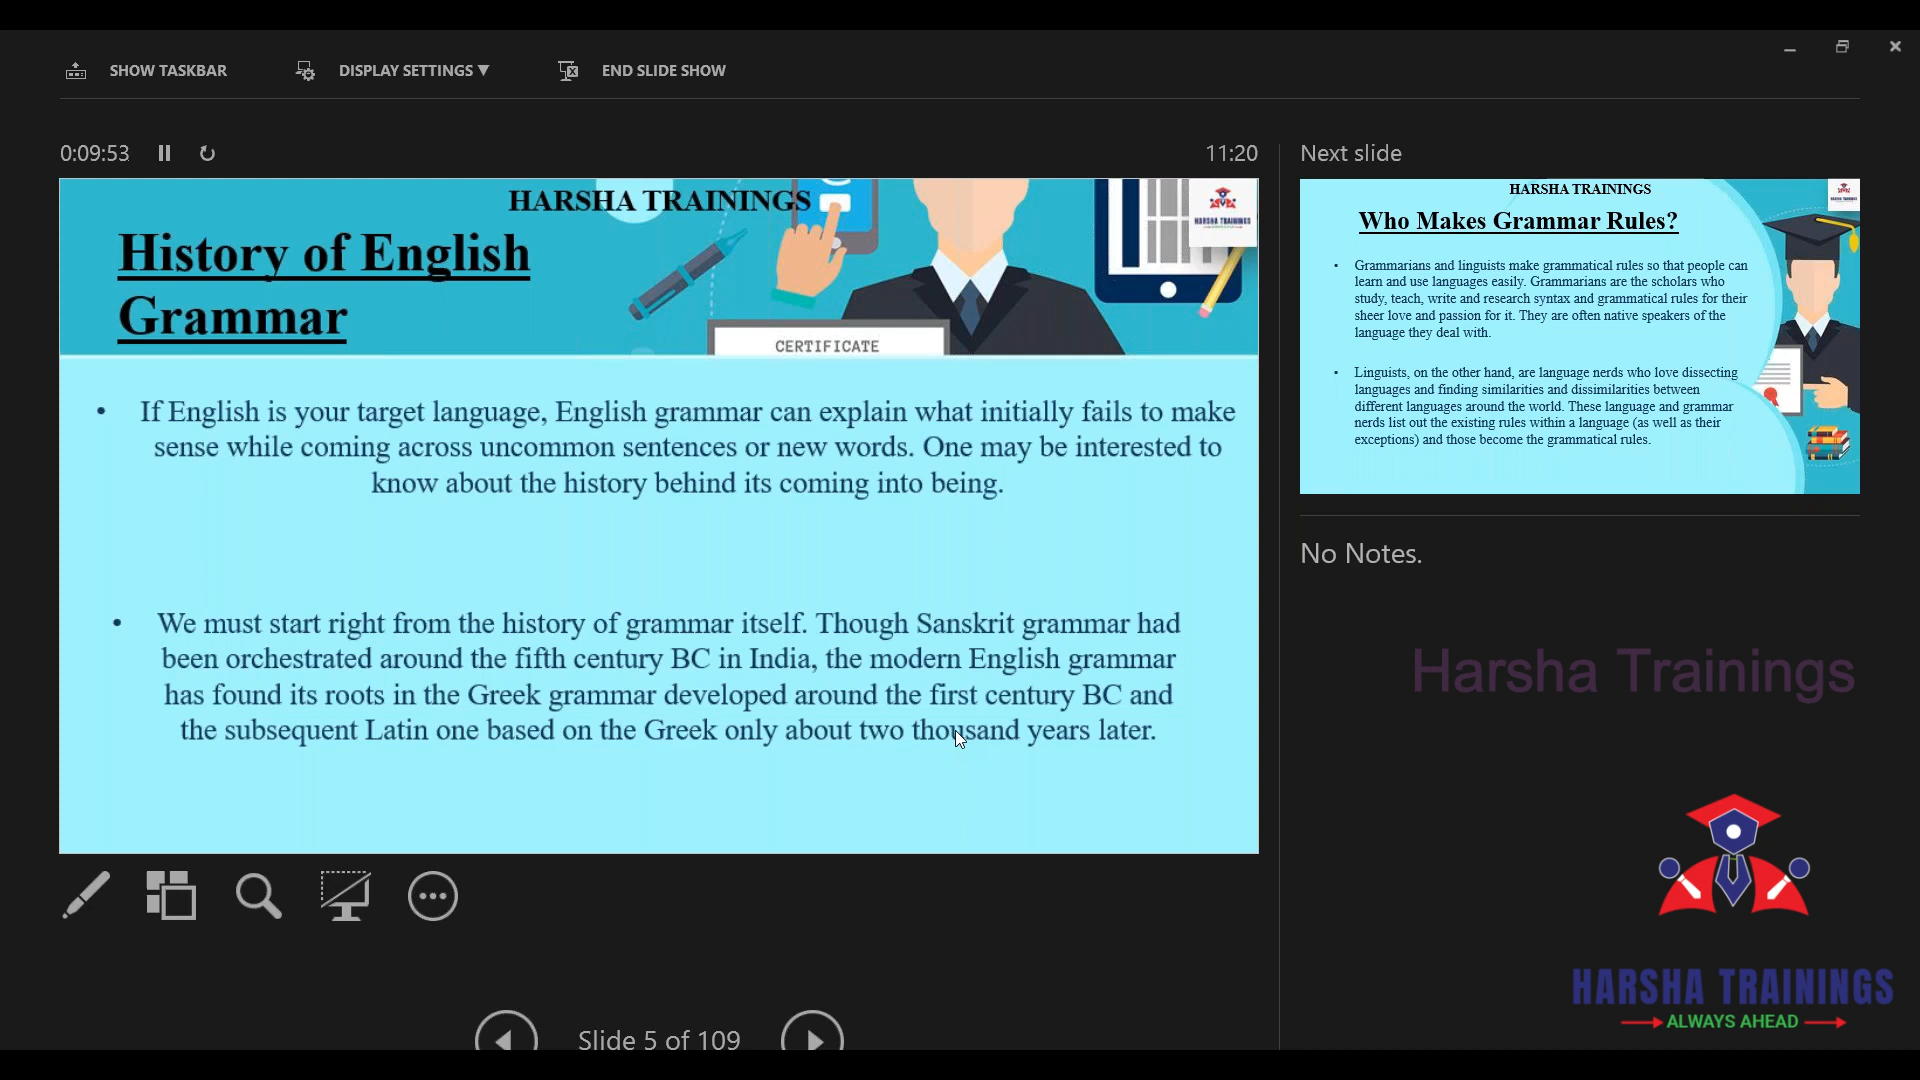 SHOW TASKBAR
DISPLAY SETTINGS ▼
END SLIDE SHOW
0:09:53
11:20
Next slide
HARSHA TRAININGS
HARSHA TRAININGS
History of English
Grammar
CERTIFICATE
• If English is your target language, English grammar can explain what initially fails to make
sense while coming across uncommon sentences or new words. One may be interested to
know about the history behind its coming into being.
• We must start right from the history of grammar itself. Though Sanskrit grammar had
been orchestrated around the fifth century BC in India, the modern English grammar
has found its roots in the Greek grammar developed around the first century BC and
the subsequent Latin one based on the Greek only about two thousand years later.
Slide 5 of 109
HARSHA TRAININGS
HARSHA TRAININGS
Who Makes Grammar Rules?
• Grammarians and linguists make grammatical rules so that people can
learn and use languages easily. Grammarians are the scholars who
study, teach, write and research syntax and grammatical rules for their
sheer love and passion for it. They are often native speakers of the
language they deal with.
• Linguists, on the other hand, are language nerds who love dissecting
languages and finding similarities and dissimilarities between
different languages around the world. These language and grammar
nerds list out the existing rules within a language (as well as their
exceptions) and those become the grammatical rules.
No Notes.
Harsha Trainings
HARSHA TRAININGS
ALWAYS AHEAD